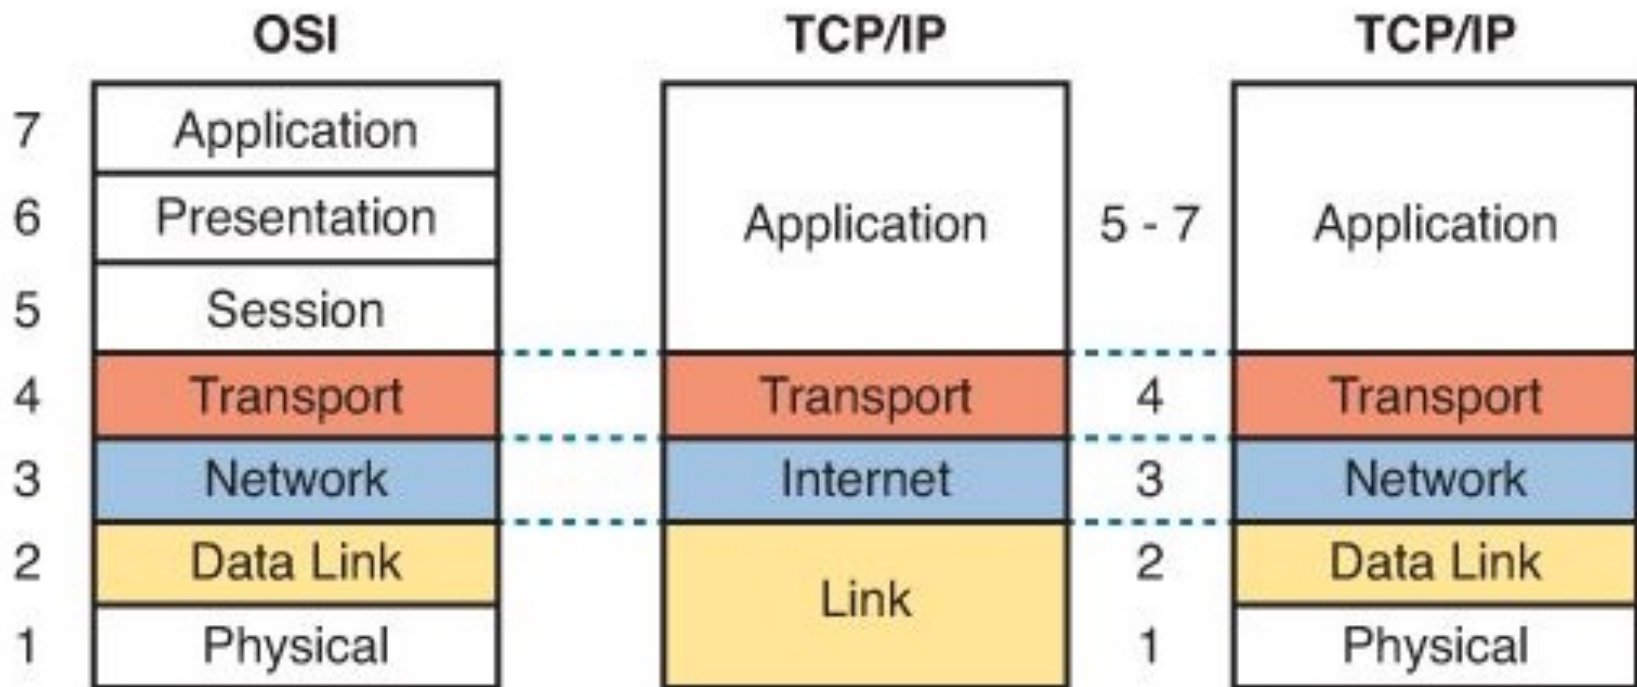 OSI TCP/IP TCP/IP
7 Application
6 Presentation Application 5 - 7 Application
5 Session
4 Transport Transport 4 Transport
3 Network Internet 3 Network
2 Data Link 2 Data Link
Link
1 Physical 1 Physical